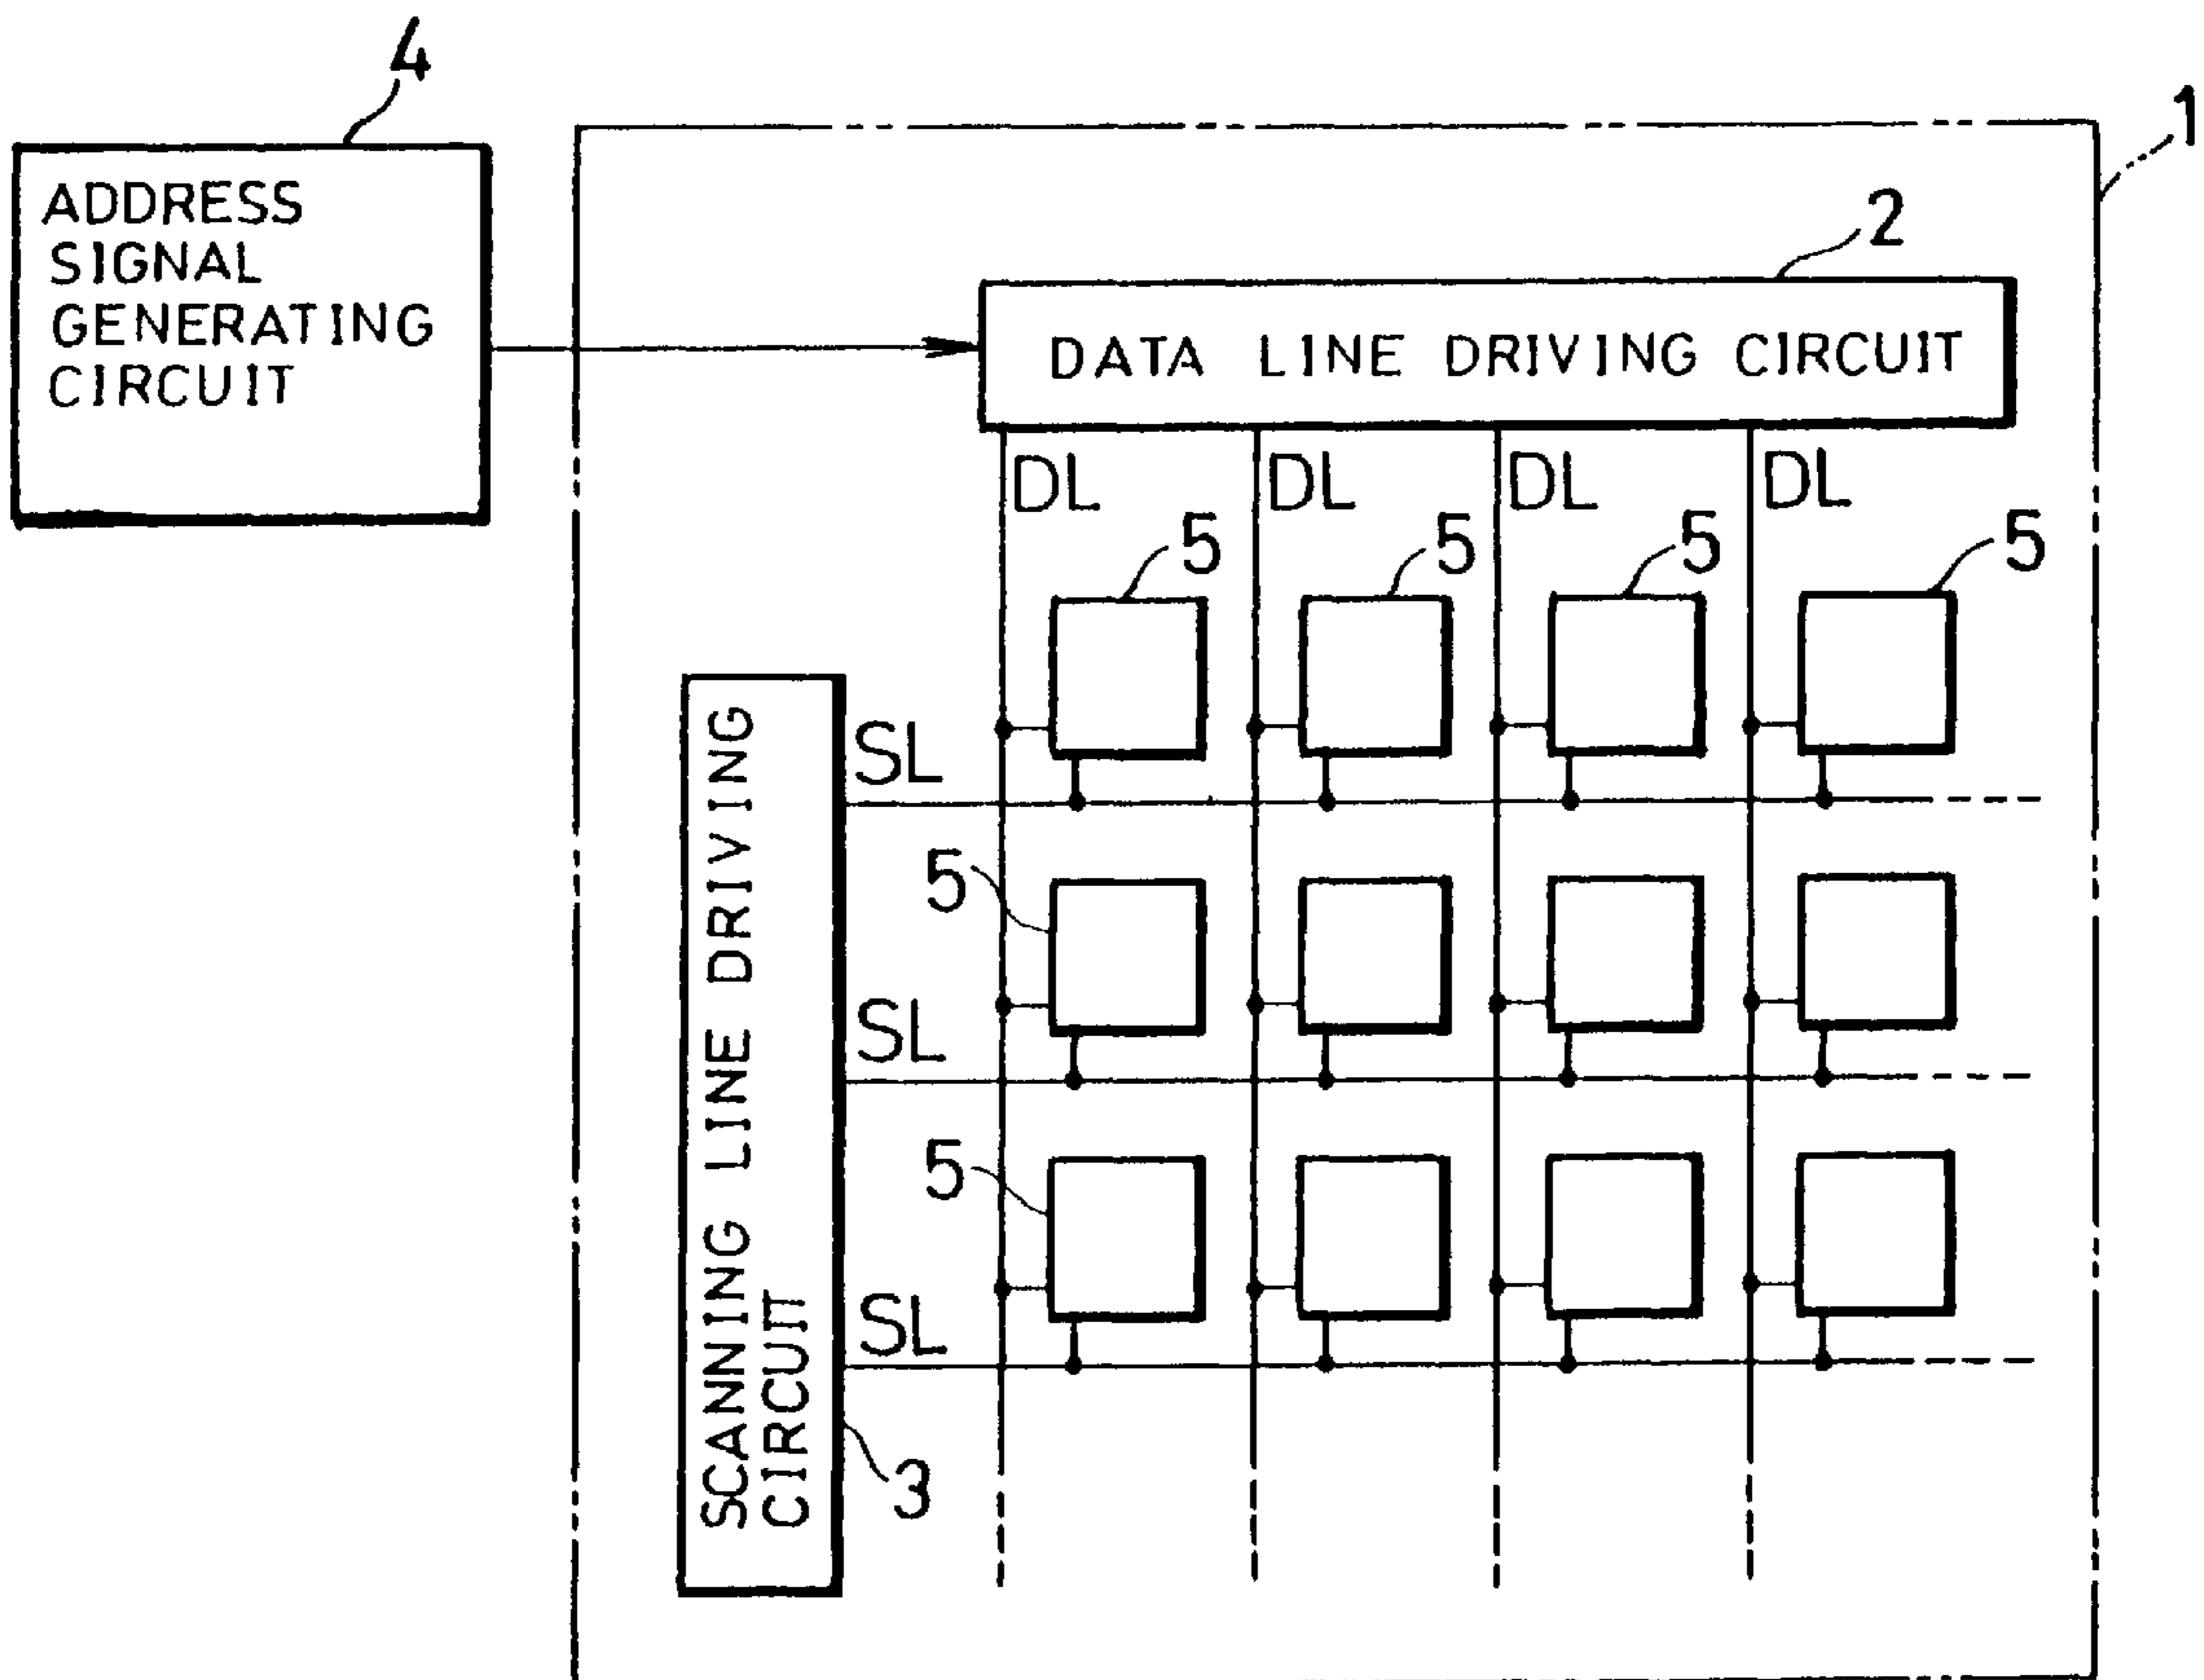 4
1
ADDRESS
SIGNAL
GENERATING
CIRCUIT
2
DATA LINE DRIVING CIRCUIT
DL DL DL DL
5 5 5 5
SCANNING LINE DRIVING
CIRCUIT
SL
5
SL
5
SL
3